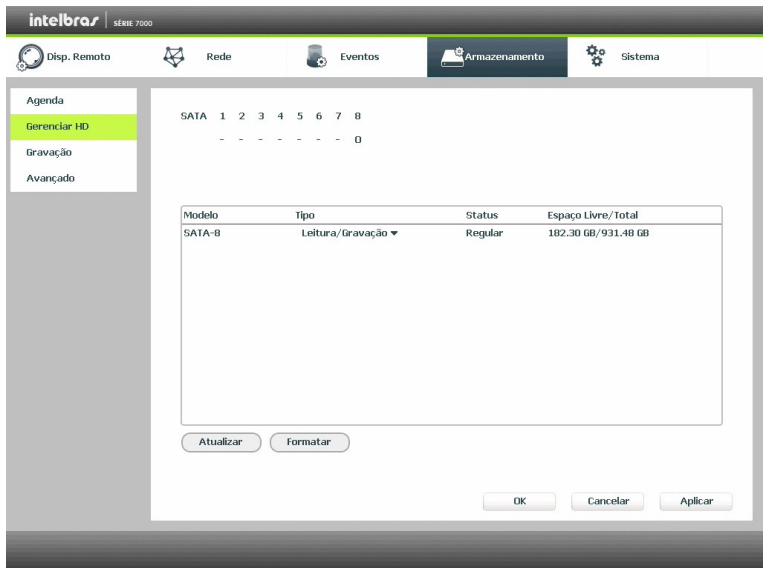 intelbras SÉRIE 7000
Disp. Remoto Rede Eventos Armazenamento Sistema
Agenda
Gerenciar HD
Gravação
Avançado
SATA 1 2 3 4 5 6 7 8
- - - - - - - O
Modelo Tipo Status Espaço Livre/Total
SATA-8 Leitura/Gravação Regular 182.30 GB/931.48 GB
Atualizar Formatar
OK Cancelar Aplicar